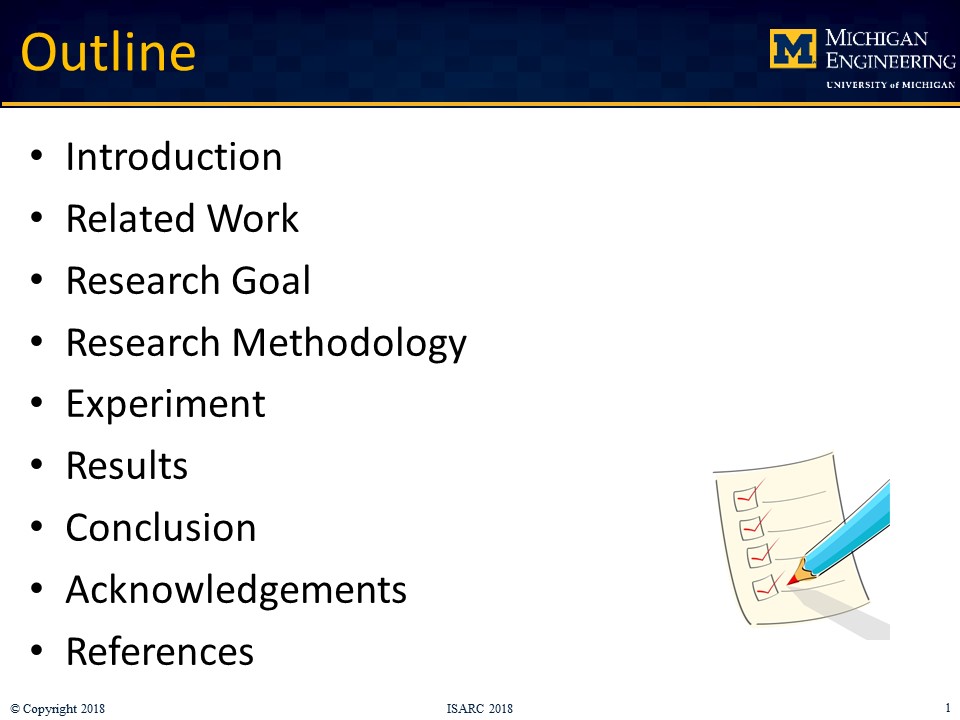 Outline
M MICHIGAN
ENGINEERING
UNIVERSITY of MICHIGAN
• Introduction
• Related Work
• Research Goal
• Research Methodology
• Experiment
• Results
• Conclusion
• Acknowledgements
• References
© Copyright 2018
ISARC 2018
1